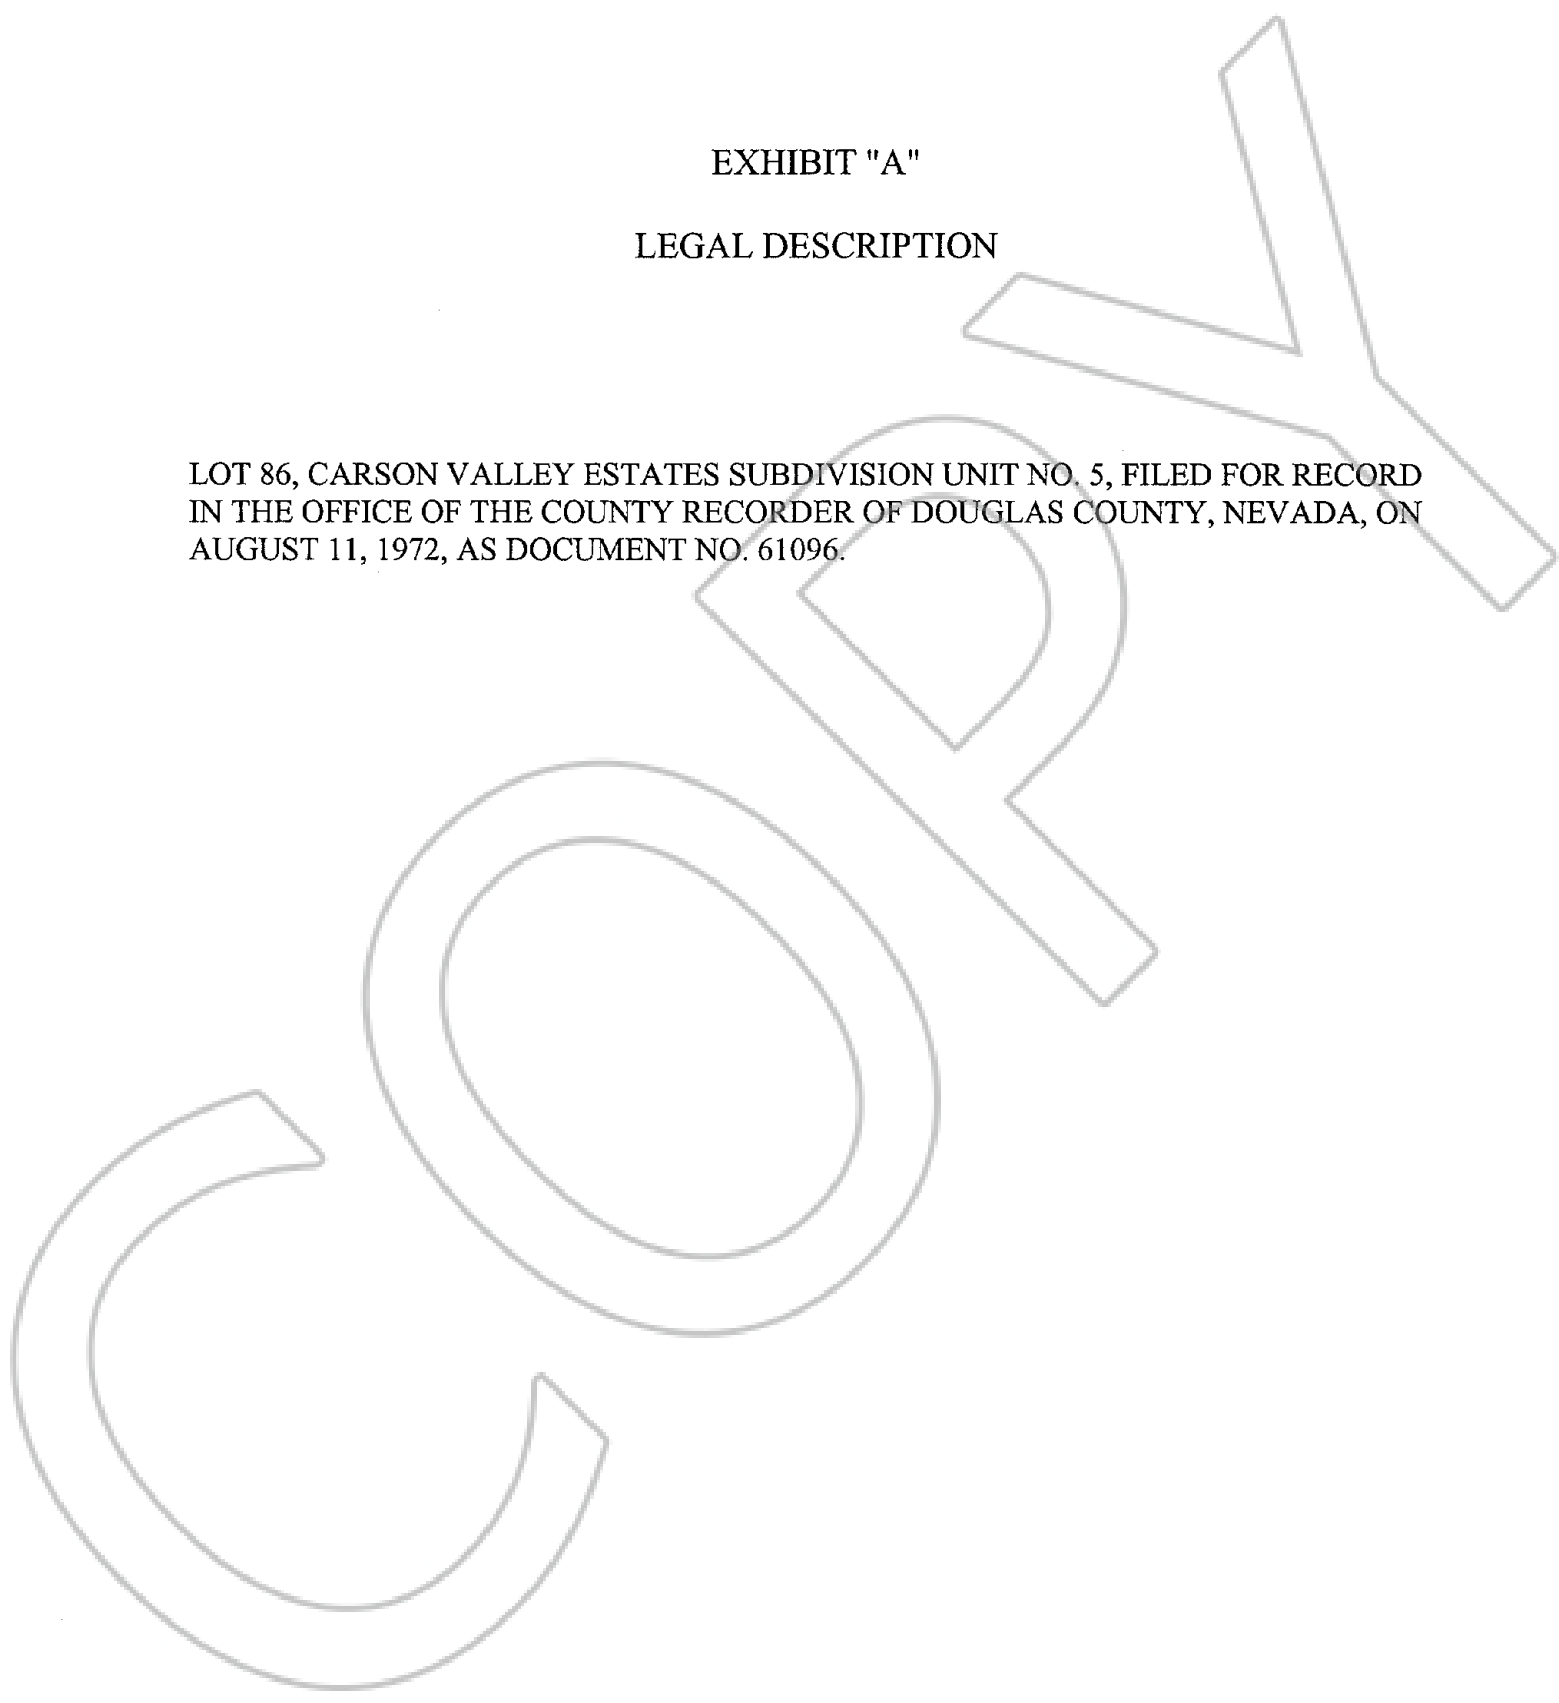 EXHIBIT "A"
LEGAL DESCRIPTION
LOT 86, CARSON VALLEY ESTATES SUBDIVISION UNIT NO. 5, FILED FOR RECORD
IN THE OFFICE OF THE COUNTY RECORDER OF DOUGLAS COUNTY, NEVADA, ON
AUGUST 11, 1972, AS DOCUMENT NO. 61096.
COPY